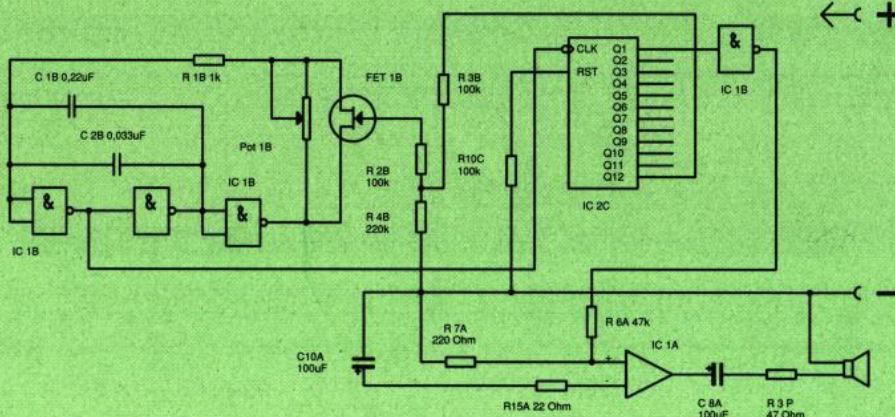 C 1B 0,22uF
R 1B 1k
FET 1B
Pot 1B
C 2B 0,033uF
&
IC 1B
&
&
IC 1B
R 3B
100k
R 2B
100k
R 4B
220k
R10C
100k
CLK
RST
Q1
Q2
Q3
Q4
Q5
Q6
Q7
Q8
Q9
Q10
Q11
Q12
IC 2C
&
IC 1B
+
−
C10A
100uF
R 7A
220 Ohm
R 6A 47k
IC 1A
+
-
R15A 22 Ohm
C 8A
100uF
R 3 P
47 Ohm